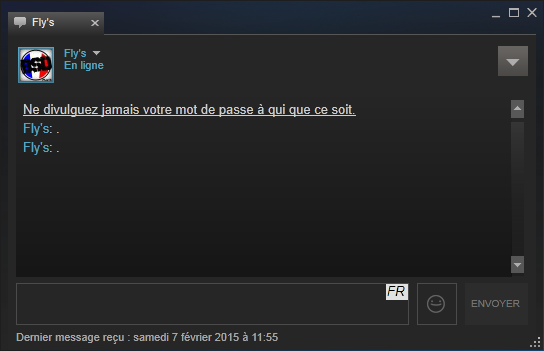 Fly's
Fly's
En ligne
Ne divulguez jamais votre mot de passe à qui que ce soit.
Fly's: .
Fly's: .
FR
ENVOYER
Dernier message reçu : samedi 7 février 2015 à 11:55